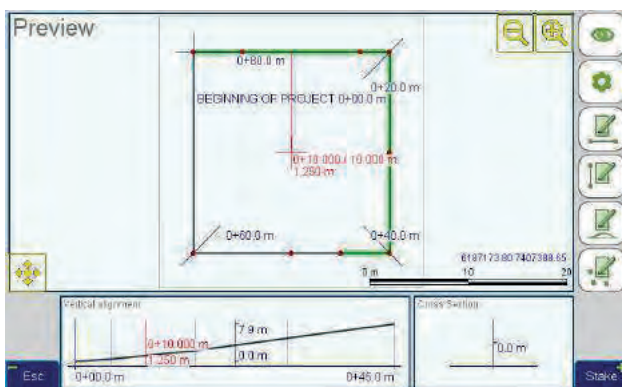 Preview
0+80.0 m
0+20.0 m
BEGINNING OF PROJECT 0+00.0 m
0+10.000 / 10.000 m
1.250 m
0+60.0 m
0+40.0 m
6187173.80 7407388.65
0 m 10 20
Vertical alignment
7.9 m
0+10.000 m
1.250 m
0.0 m
0+00.0 m
0+45.0 m
Cross Section
0.0 m
Esc
Stake